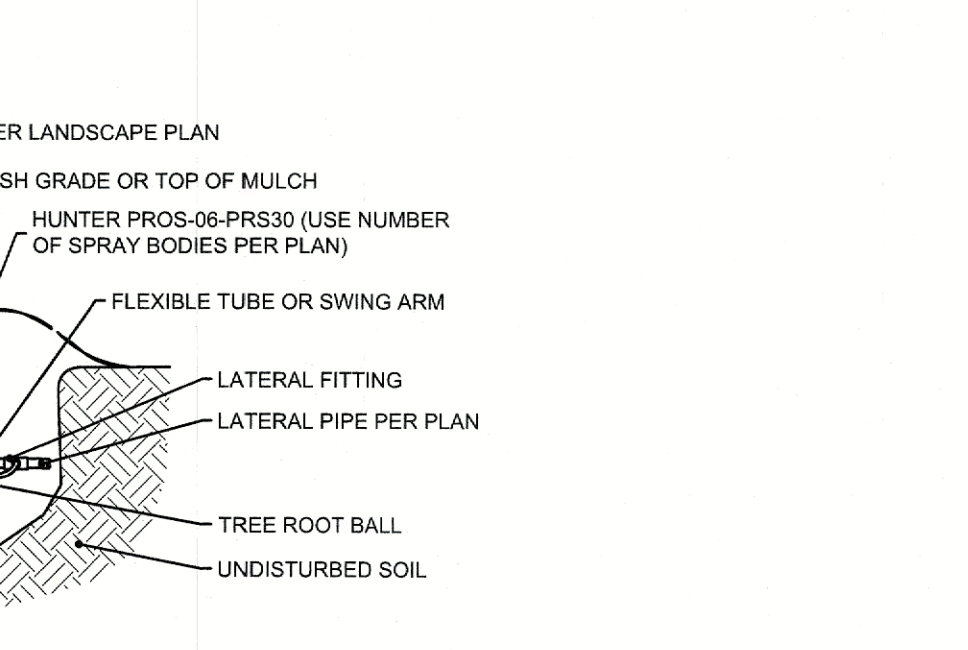 ER LANDSCAPE PLAN
SH GRADE OR TOP OF MULCH
HUNTER PROS-06-PRS30 (USE NUMBER
OF SPRAY BODIES PER PLAN)
FLEXIBLE TUBE OR SWING ARM
LATERAL FITTING
LATERAL PIPE PER PLAN
TREE ROOT BALL
UNDISTURBED SOIL